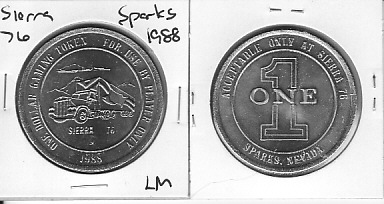 Sierra
76
Sparks
1988
ONE DOLLAR GAMING TOKEN FOR USE BY PLAYER ONLY
SIERRA 76
1988
LM
ACCEPTABLE ONLY AT SIERRA 76
1
ONE
SPARKS, NEVADA